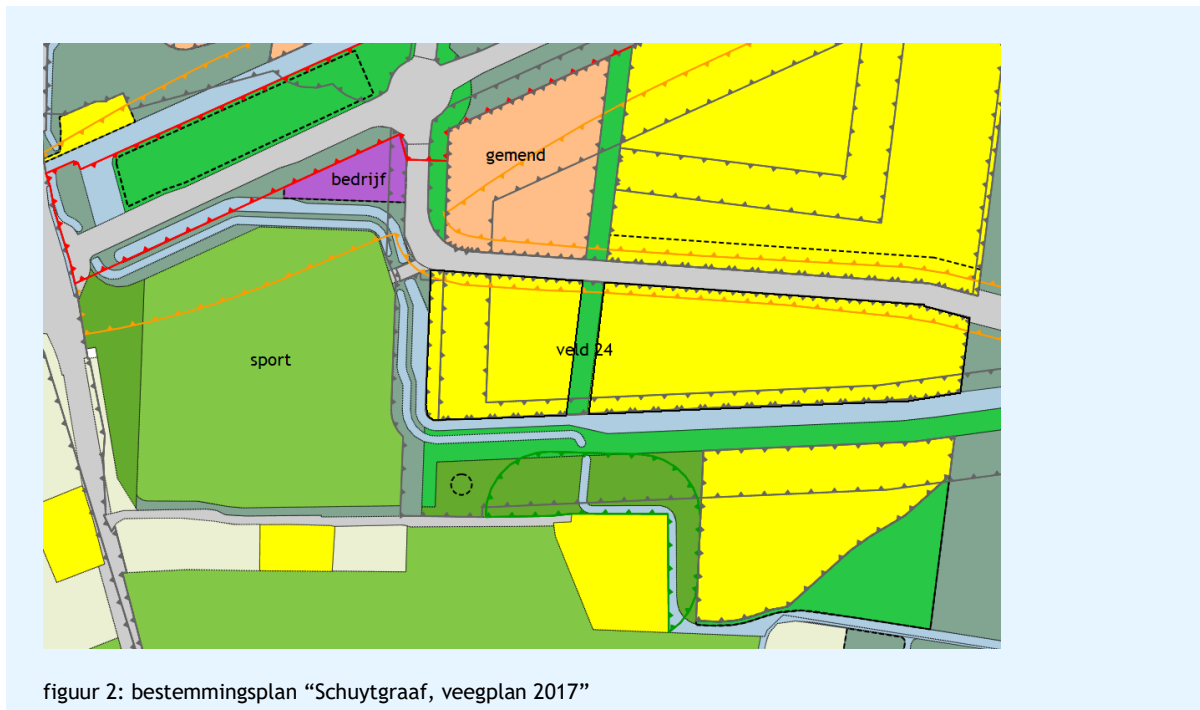 gemend
bedrijf
sport
veld 24
figuur 2: bestemmingsplan “Schuytgraaf, veegplan 2017”